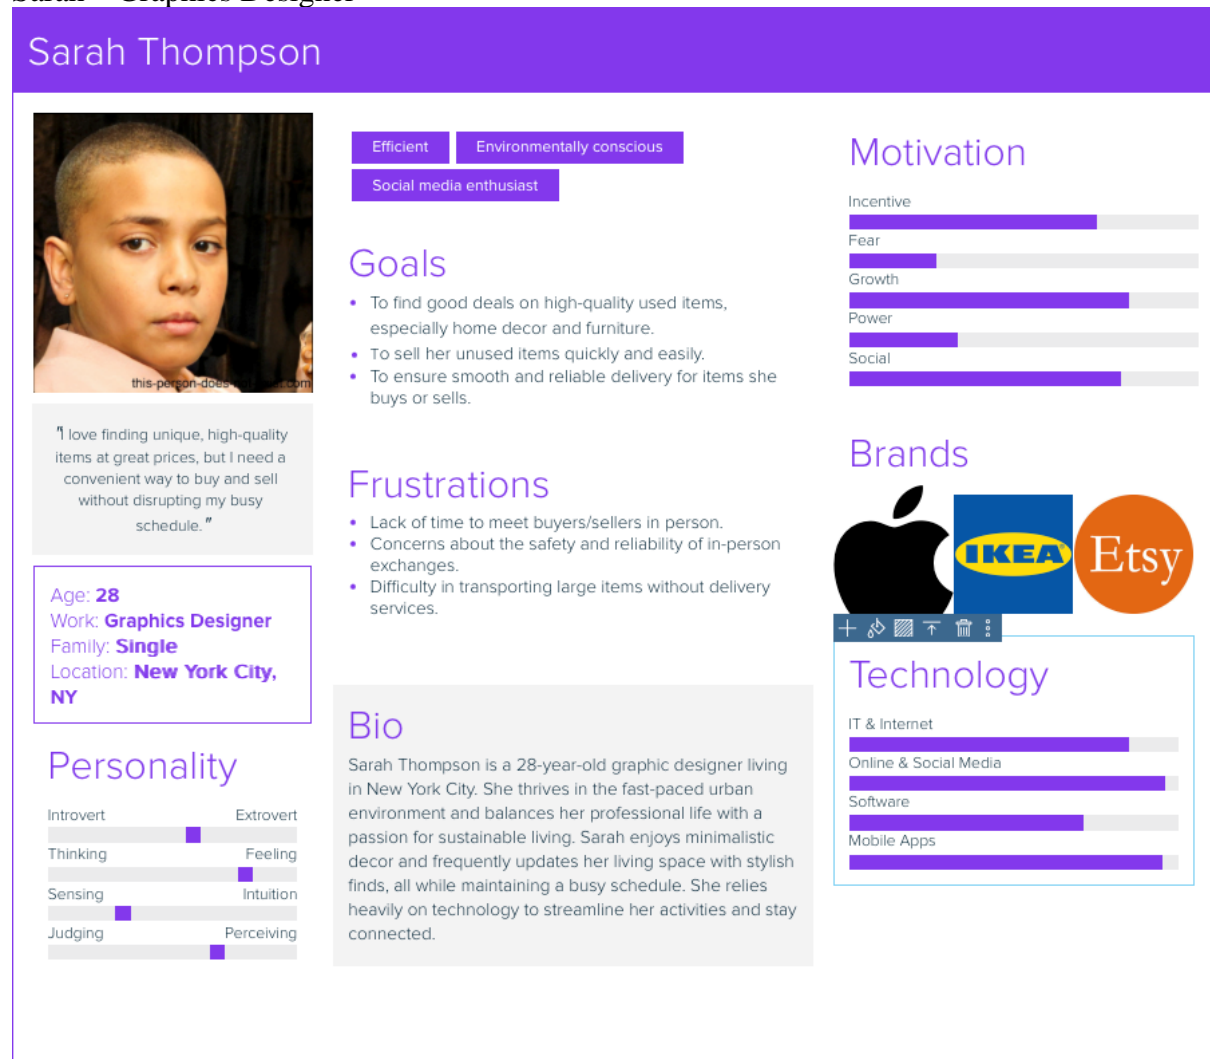 Sarah – Graphics Designer
Sarah Thompson
this-person-does-not-exist.com
"I love finding unique, high-quality
items at great prices, but I need a
convenient way to buy and sell
without disrupting my busy
schedule."
Age: 28
Work: Graphics Designer
Family: Single
Location: New York City,
NY
Personality
Introvert Extrovert
Thinking Feeling
Sensing Intuition
Judging Perceiving
Efficient Environmentally conscious
Social media enthusiast
Goals
• To find good deals on high-quality used items,
especially home decor and furniture.
• To sell her unused items quickly and easily.
• To ensure smooth and reliable delivery for items she
buys or sells.
Frustrations
• Lack of time to meet buyers/sellers in person.
• Concerns about the safety and reliability of in-person
exchanges.
• Difficulty in transporting large items without delivery
services.
Bio
Sarah Thompson is a 28-year-old graphic designer living
in New York City. She thrives in the fast-paced urban
environment and balances her professional life with a
passion for sustainable living. Sarah enjoys minimalistic
decor and frequently updates her living space with stylish
finds, all while maintaining a busy schedule. She relies
heavily on technology to streamline her activities and stay
connected.
Motivation
Incentive
Fear
Growth
Power
Social
Brands
IKEA
Etsy
Technology
IT & Internet
Online & Social Media
Software
Mobile Apps